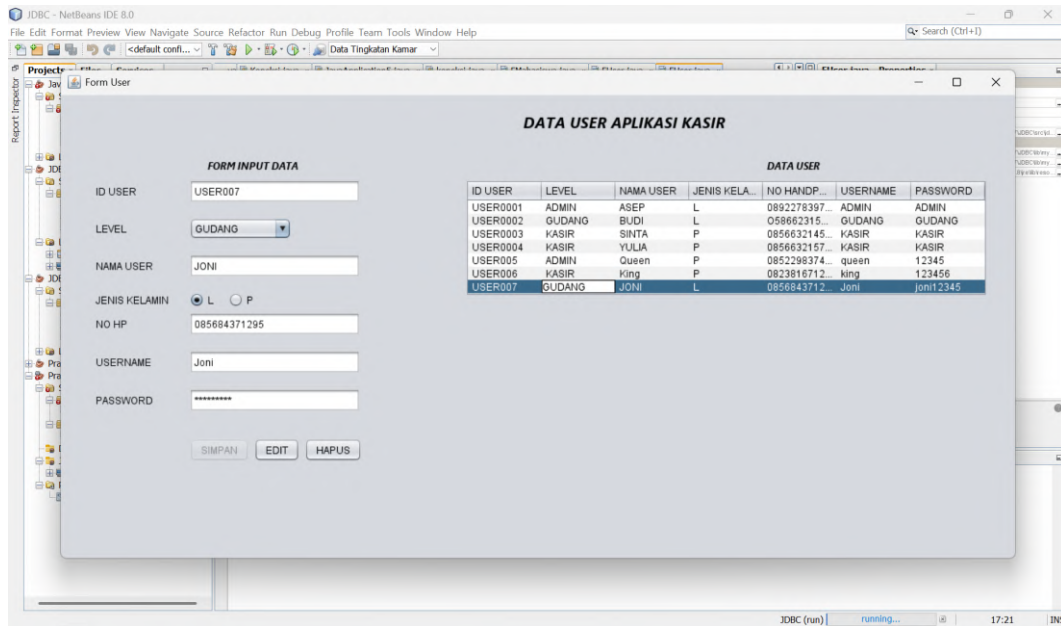 JDBC - NetBeans IDE 8.0
File Edit Format Preview View Navigate Source Refactor Run Debug Profile Team Tools Window Help
Search (Ctrl+I)
<default confi...
Data Tingkatan Kamar
Report Inspector
Form User
DATA USER APLIKASI KASIR
FORM INPUT DATA
ID USER USER007
LEVEL GUDANG
NAMA USER JONI
JENIS KELAMIN L P
NO HP 085684371295
USERNAME Joni
PASSWORD *********
SIMPAN EDIT HAPUS
DATA USER
ID USER LEVEL NAMA USER JENIS KELA... NO HANDP... USERNAME PASSWORD
USER0001 ADMIN ASEP L 0892278397... ADMIN ADMIN
USER0002 GUDANG BUDI L O58662315... GUDANG GUDANG
USER0003 KASIR SINTA P 0856632145... KASIR KASIR
USER0004 KASIR YULIA P 0856632157... KASIR KASIR
USER005 ADMIN Queen P 0852298374... queen 12345
USER006 KASIR King P 0823816712... king 123456
USER007 GUDANG JONI L 0856843712... Joni joni12345
JDBC (run) running... 17:21 IN